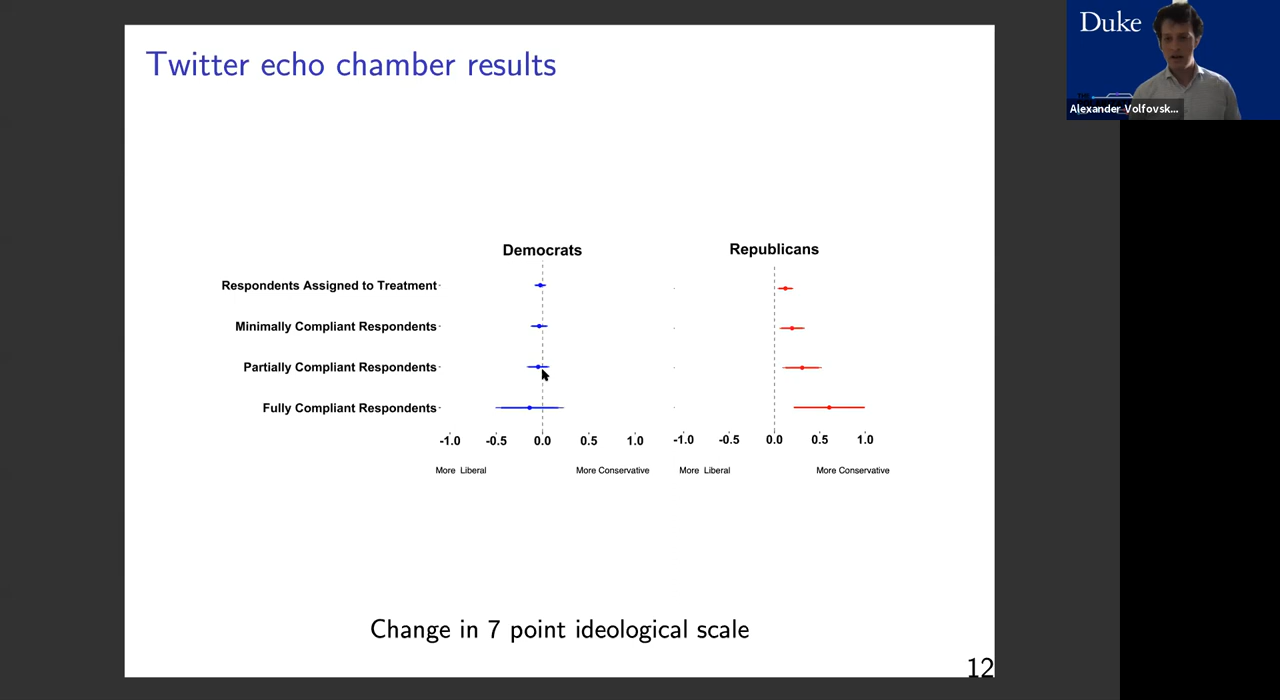 Twitter echo chamber results
Duke
Alexander Volfovsk...
Democrats
Republicans
Respondents Assigned to Treatment
Minimally Compliant Respondents
Partially Compliant Respondents
Fully Compliant Respondents
-1.0 -0.5 0.0 0.5 1.0 -1.0 -0.5 0.0 0.5 1.0
More Liberal More Conservative More Liberal More Conservative
Change in 7 point ideological scale
12